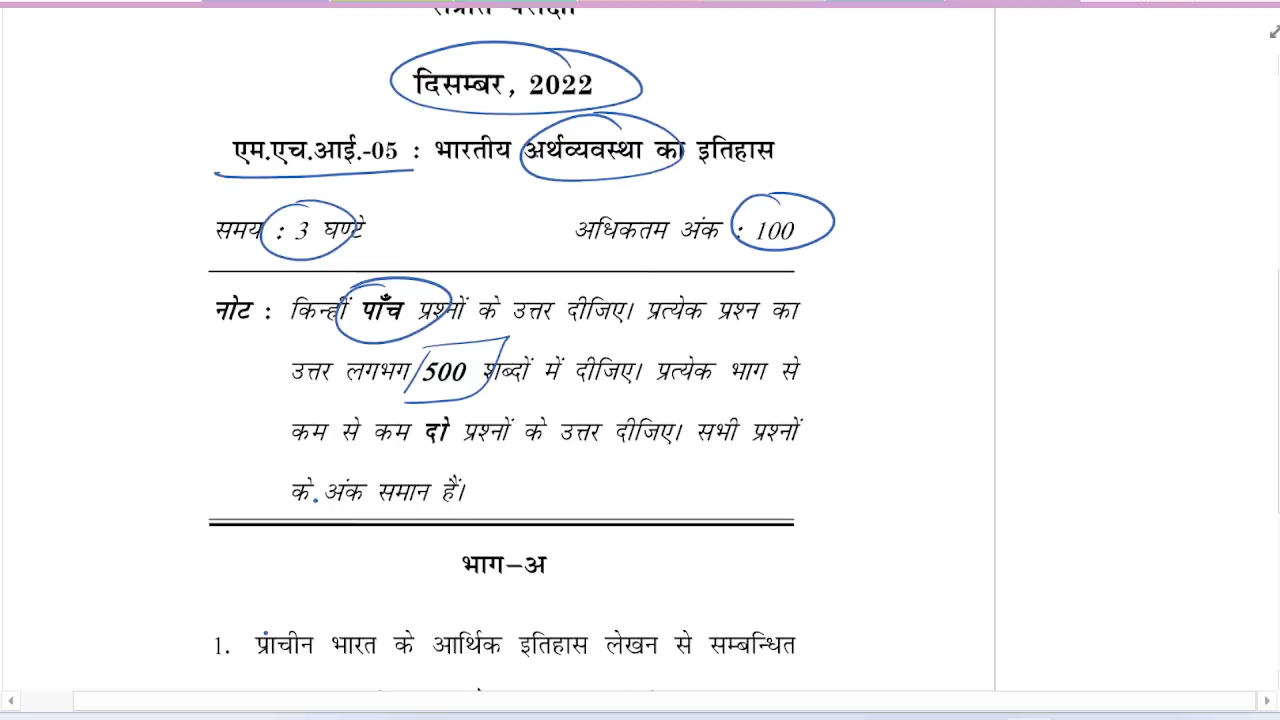 दिसम्बर, 2022
एम.एच.आई.-05 : भारतीय अर्थव्यवस्था का इतिहास
समय : 3 घण्टे अधिकतम अंक : 100
नोट : किन्हीं पाँच प्रश्नों के उत्तर दीजिए। प्रत्येक प्रश्न का
उत्तर लगभग 500 शब्दों में दीजिए। प्रत्येक भाग से
कम से कम दो प्रश्नों के उत्तर दीजिए। सभी प्रश्नों
के अंक समान हैं।
भाग–अ
1. प्राचीन भारत के आर्थिक इतिहास लेखन से सम्बन्धित